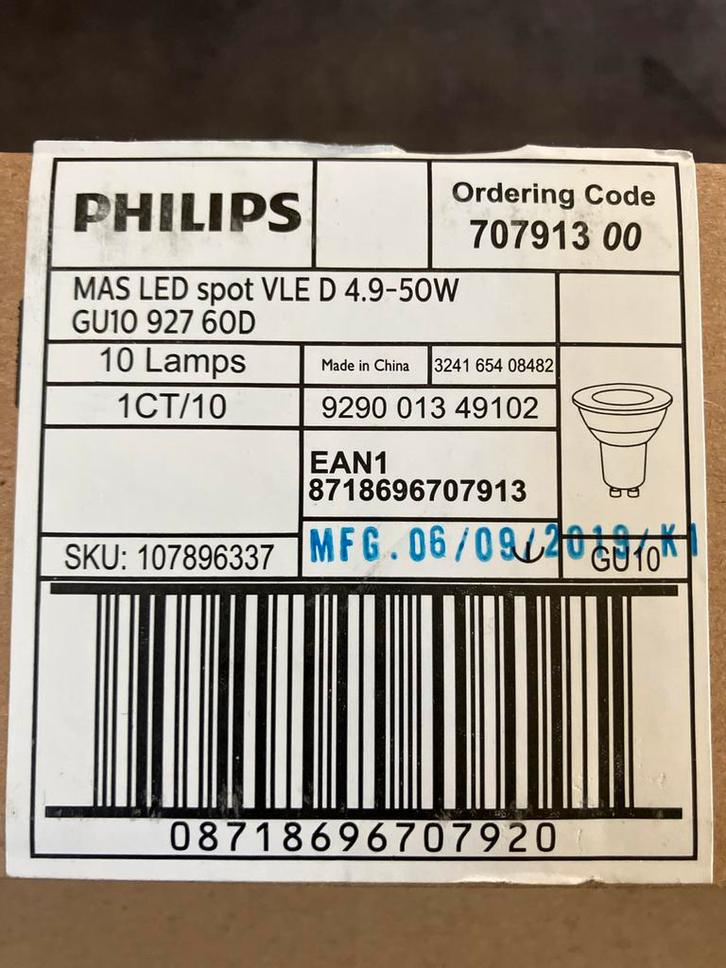 PHILIPS
Ordering Code
707913 00
MAS LED spot VLE D 4.9-50W
GU10 927 60D
10 Lamps
Made in China
3241 654 08482
1CT/10
9290 013 49102
EAN1
8718696707913
SKU: 107896337
MFG. 06/09/2019/K1
GU10
08718696707920